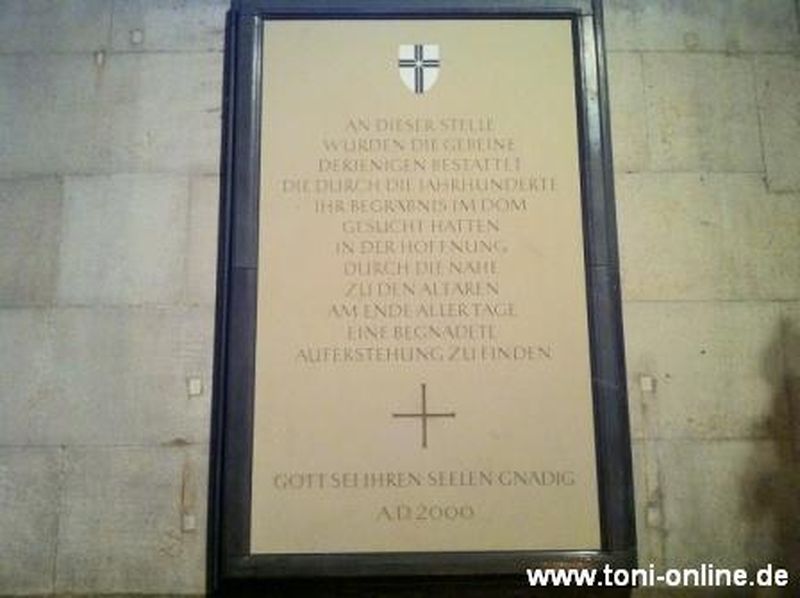 AN DIESER STELLE
WURDEN DIE GEBEINE
DERJENIGEN BESTATTET
DIE DURCH DIE JAHRHUNDERTE
IHR BEGRÄBNIS IM DOM
GESUCHT HATTEN
IN DER HOFFNUNG
DURCH DIE NÄHE
ZU DEN ALTÄREN
AM ENDE ALLER TAGE
EINE BEGNADETE
AUFERSTEHUNG ZU FINDEN
GOTT SEI IHREN SEELEN GNÄDIG
A.D. 2000
www.toni-online.de